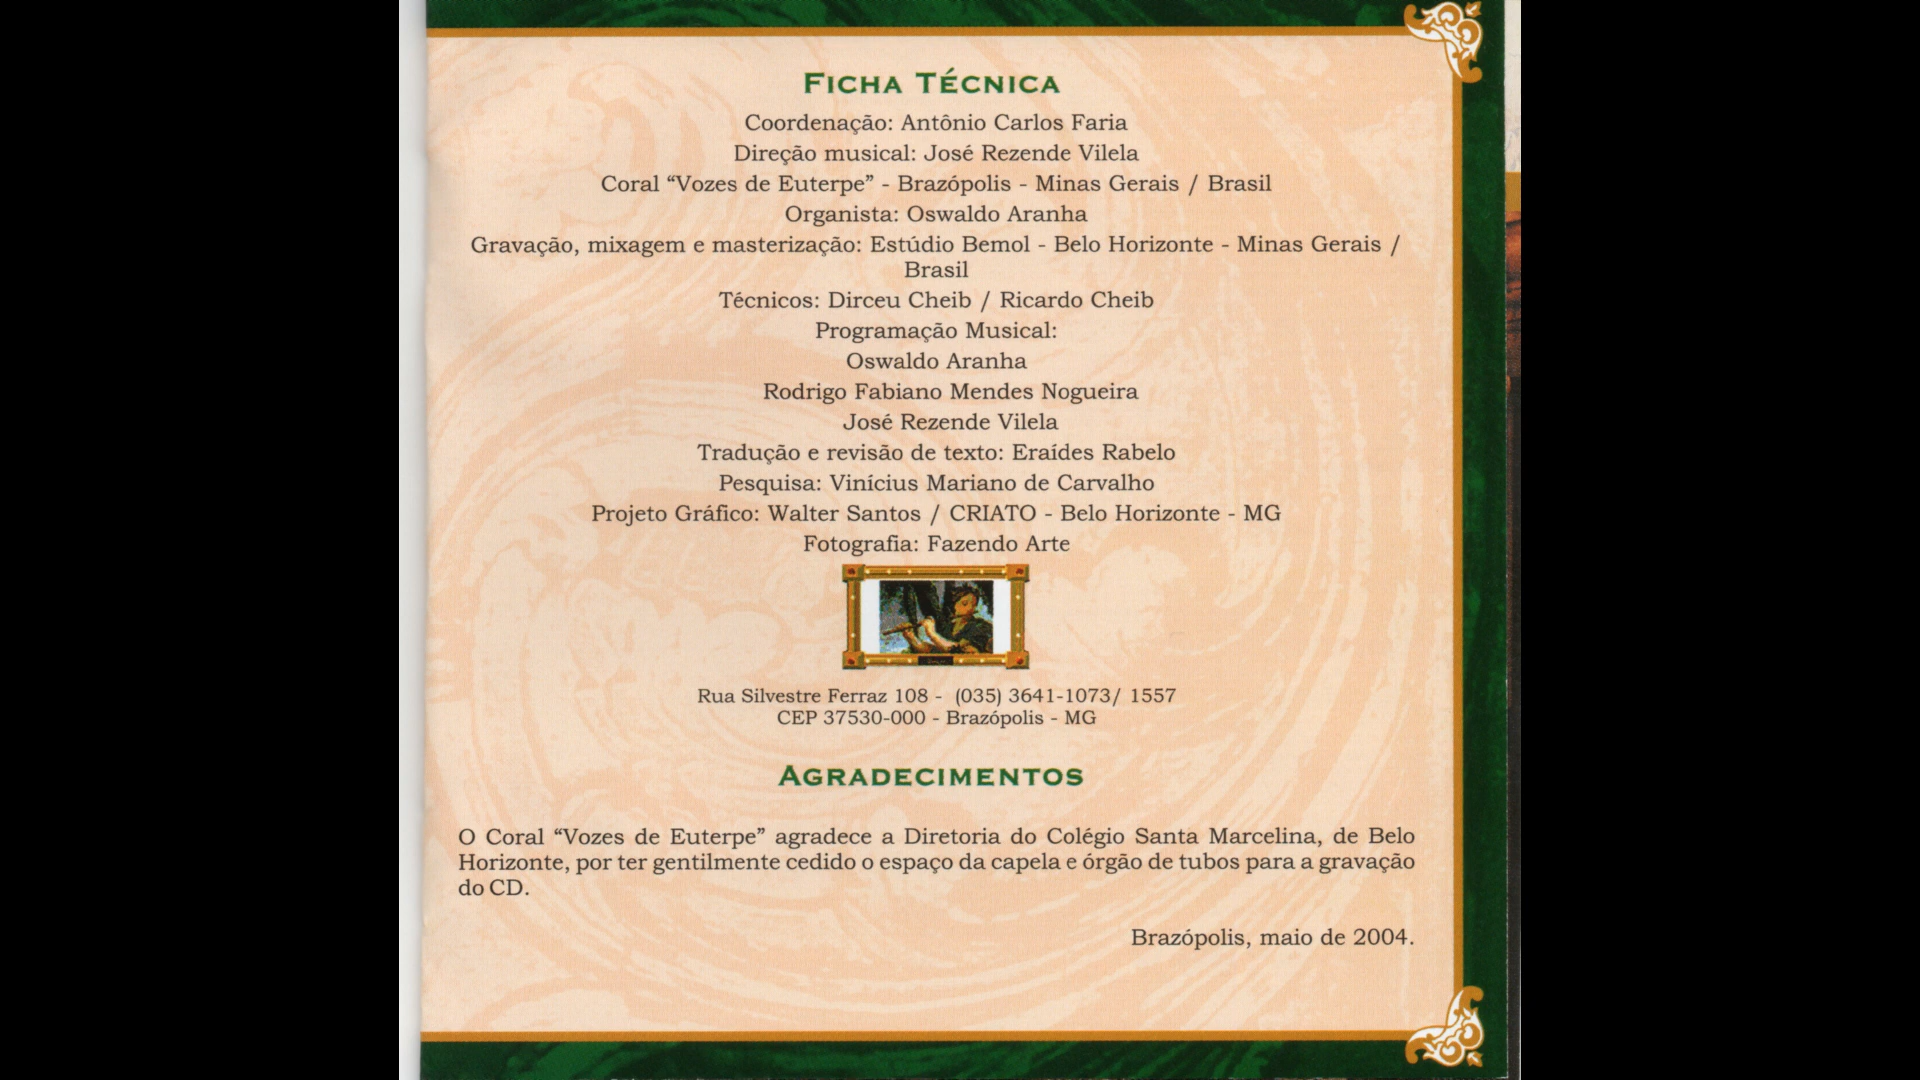 FICHA TÉCNICA
Coordenação: Antônio Carlos Faria
Direção musical: José Rezende Vilela
Coral “Vozes de Euterpe” - Brazópolis - Minas Gerais / Brasil
Organista: Oswaldo Aranha
Gravação, mixagem e masterização: Estúdio Bemol - Belo Horizonte - Minas Gerais /
Brasil
Técnicos: Dirceu Cheib / Ricardo Cheib
Programação Musical:
Oswaldo Aranha
Rodrigo Fabiano Mendes Nogueira
José Rezende Vilela
Tradução e revisão de texto: Eraídes Rabelo
Pesquisa: Vinícius Mariano de Carvalho
Projeto Gráfico: Walter Santos / CRIATO - Belo Horizonte - MG
Fotografia: Fazendo Arte
Rua Silvestre Ferraz 108 - (035) 3641-1073/ 1557
CEP 37530-000 - Brazópolis - MG
AGRADECIMENTOS
O Coral “Vozes de Euterpe” agradece a Diretoria do Colégio Santa Marcelina, de Belo
Horizonte, por ter gentilmente cedido o espaço da capela e órgão de tubos para a gravação
do CD.
Brazópolis, maio de 2004.